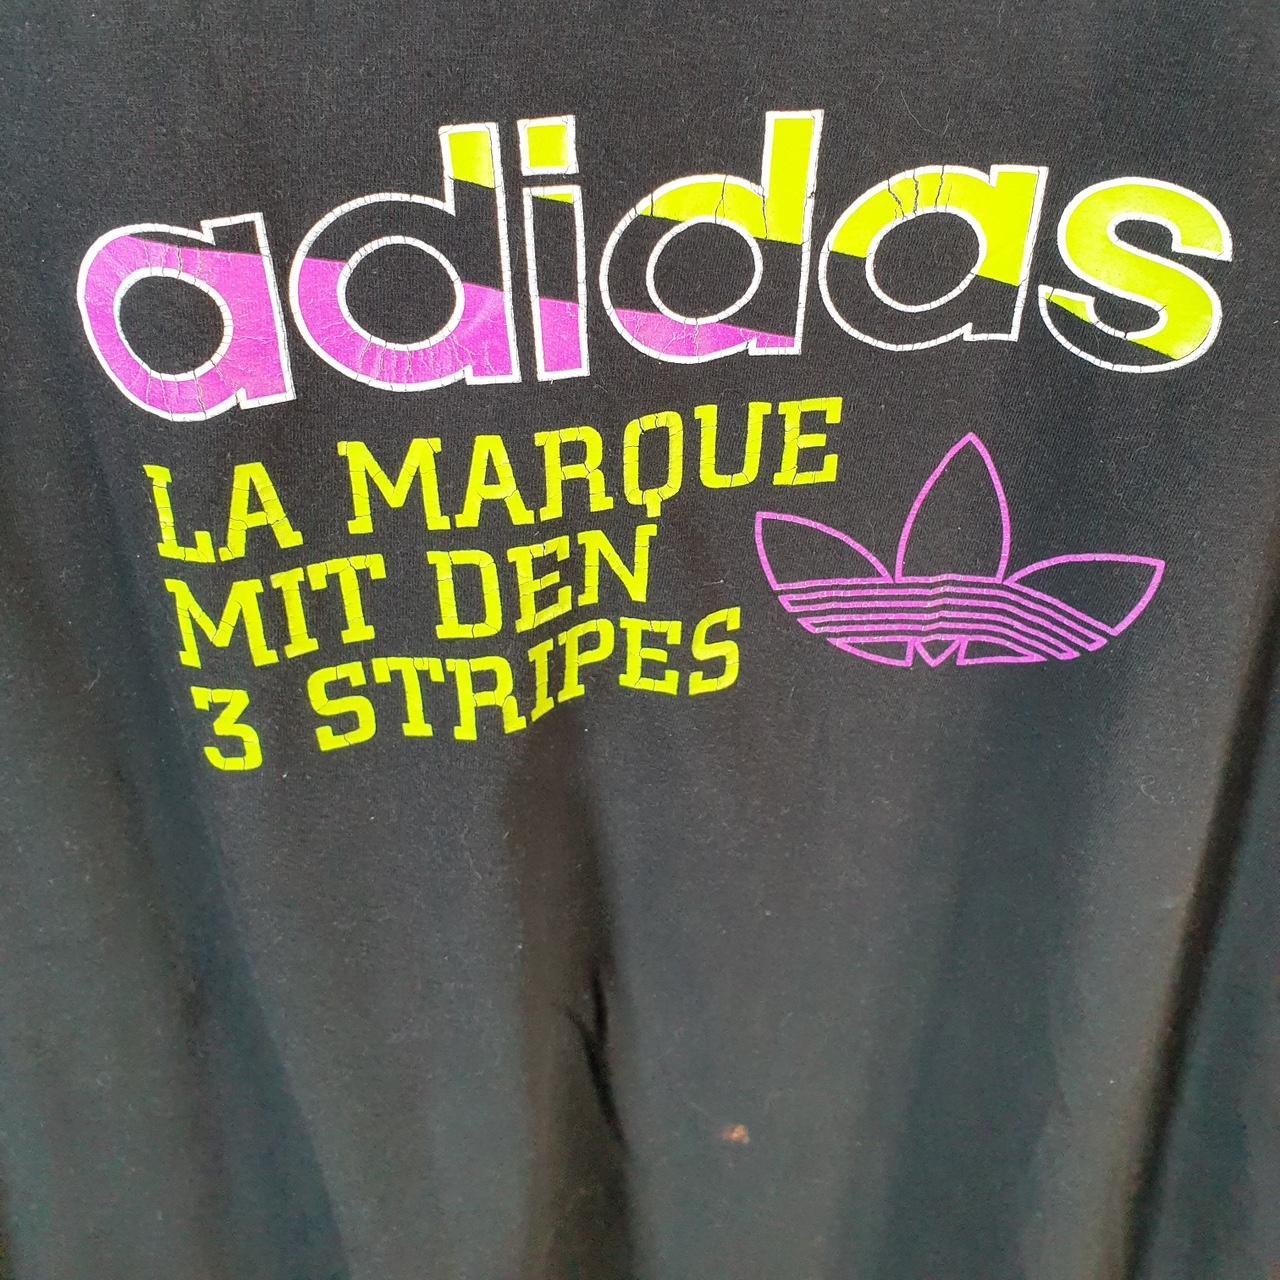 adidas
LA MARQUE
MIT DEN
3 STRIPES